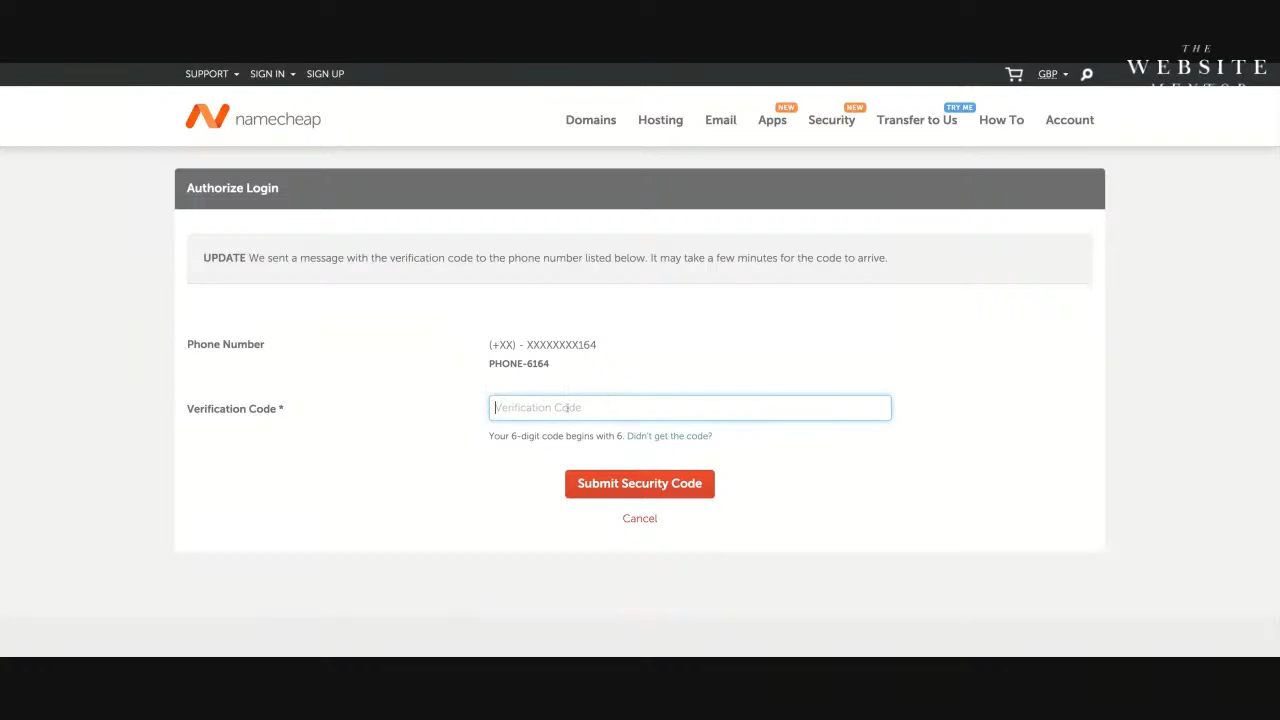 THE
WEBSITE
MENTOR
SUPPORT SIGN IN SIGN UP GBP
namecheap
Domains Hosting Email Apps NEW Security NEW Transfer to Us TRY ME How To Account
Authorize Login
UPDATE We sent a message with the verification code to the phone number listed below. It may take a few minutes for the code to arrive.
Phone Number (+XX) - XXXXXXXX164
PHONE-6164
Verification Code * Verification Code
Your 6-digit code begins with 6. Didn't get the code?
Submit Security Code
Cancel